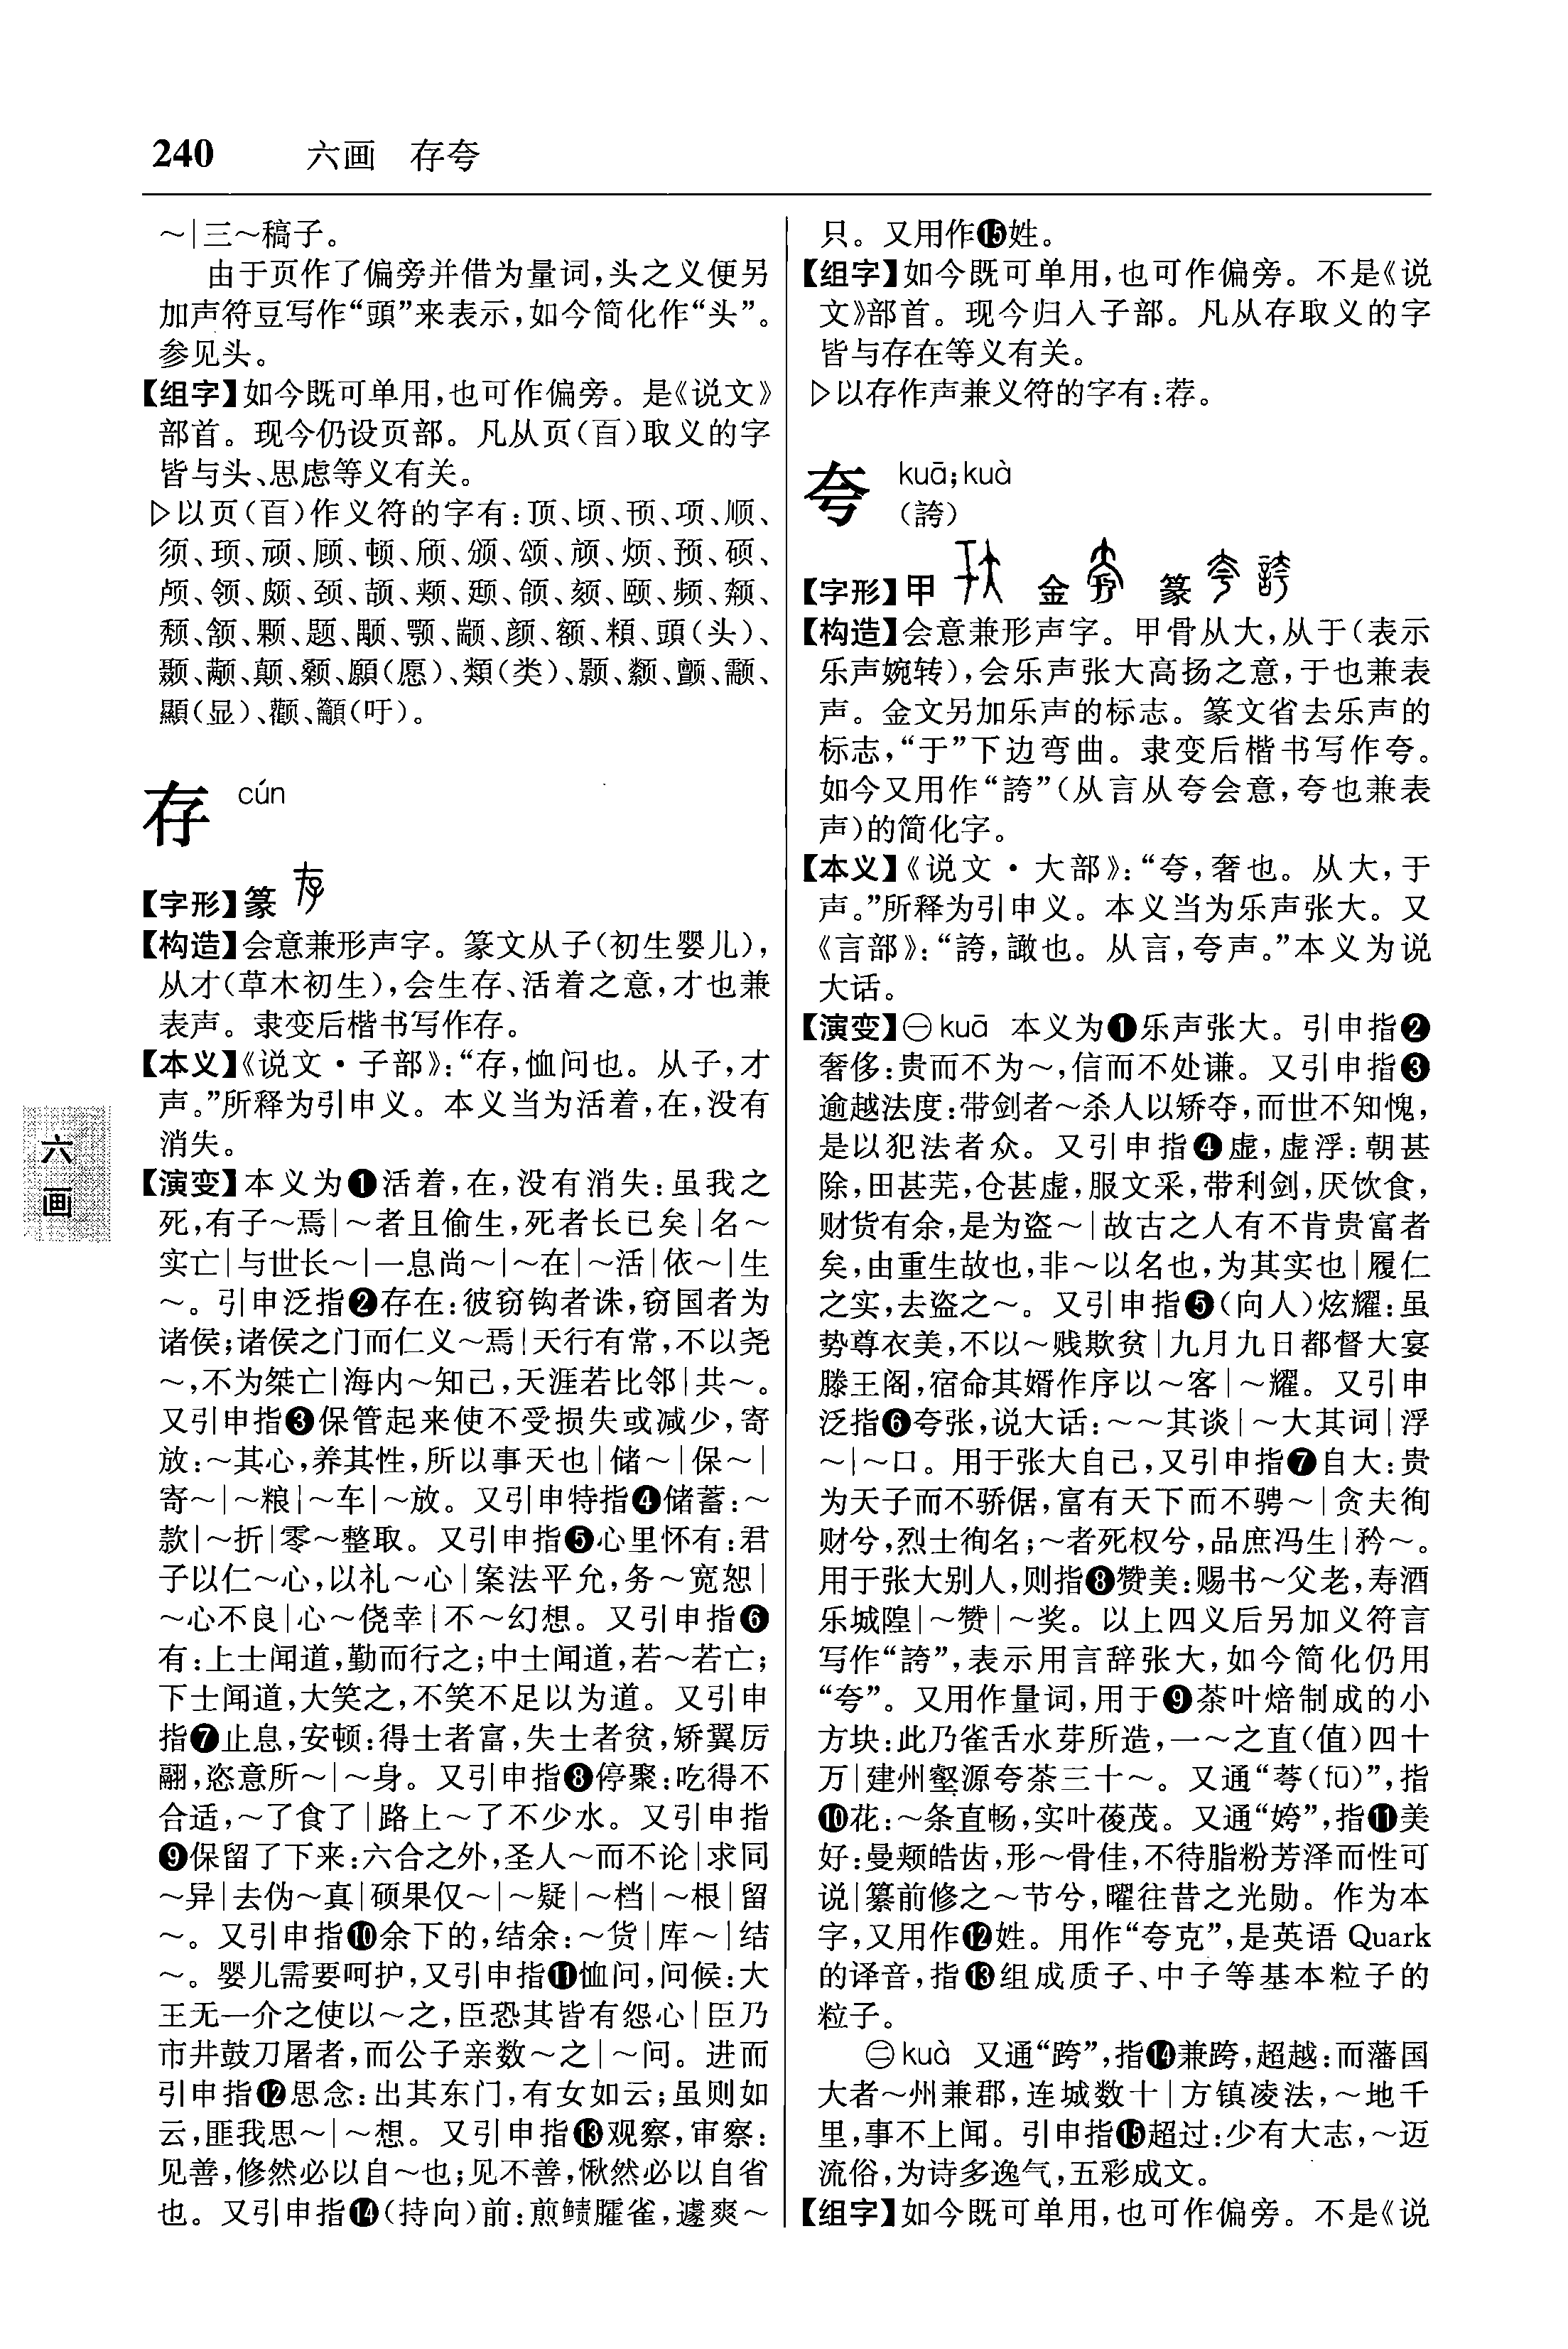 240 六画 存夸
～|三～稿子。
由于页作了偏旁并借为量词,头之义便另
加声符豆写作“頭”来表示,如今简化作“头”。
参见头。
【组字】如今既可单用,也可作偏旁。是《说文》
部首。现今仍设页部。凡从页(𦣻)取义的字
皆与头、思虑等义有关。
▷以页(𦣻)作义符的字有:顶、顷、顸、项、顺、
须、顼、顽、顾、顿、颀、颁、颂、颃、烦、预、硕、
颅、领、颇、颈、颉、颊、颋、颌、颏、颐、频、颓、
颓、颔、颗、题、颙、颚、颛、颜、额、頛、頭(头)、
颞、颟、颠、颡、願(愿)、類(类)、颢、颣、颤、颥、
顯(显)、颧、籲(吁)。
存 cún
【字形】篆
【构造】会意兼形声字。篆文从子(初生婴儿),
从才(草木初生),会生存、活着之意,才也兼
表声。隶变后楷书写作存。
【本义】《说文·子部》:“存,恤问也。从子,才
声。”所释为引申义。本义当为活着,在,没有
消失。
【演变】本义为❶活着,在,没有消失:虽我之
死,有子～焉|～者且偷生,死者长已矣|名～
实亡|与世长～|一息尚～|～在|～活|依～|生
～。引申泛指❷存在:彼窃钩者诛,窃国者为
诸侯;诸侯之门而仁义～焉|天行有常,不以尧
～,不为桀亡|海内～知己,天涯若比邻|共～。
又引申指❸保管起来使不受损失或减少,寄
放:～其心,养其性,所以事天也|储～|保～|
寄～|～粮|～车|～放。又引申特指❹储蓄:～
款|～折|零～整取。又引申指❺心里怀有:君
子以仁～心,以礼～心|案法平允,务～宽恕|
～心不良|心～侥幸|不～幻想。又引申指❻
有:上士闻道,勤而行之;中士闻道,若～若亡;
下士闻道,大笑之,不笑不足以为道。又引申
指❼止息,安顿:得士者富,失士者贫,矫翼厉
翮,恣意所～|～身。又引申指❽停聚:吃得不
合适,～了食了|路上～了不少水。又引申指
❾保留了下来:六合之外,圣人～而不论|求同
～异|去伪～真|硕果仅～|～疑|～档|～根|留
～。又引申指❿余下的,结余:～货|库～|结
～。婴儿需要呵护,又引申指⓫恤问,问候:大
王无一介之使以～之,臣恐其皆有怨心|臣乃
市井鼓刀屠者,而公子亲数～之|～问。进而
引申指⓬思念:出其东门,有女如云;虽则如
云,匪我思～|～想。又引申指⓭观察,审察:
见善,修然必以自～也;见不善,愀然必以自省
也。又引申指⓮(持向)前:煎鲼臛雀,遽爽～
只。又用作⓯姓。
【组字】如今既可单用,也可作偏旁。不是《说
文》部首。现今归入子部。凡从存取义的字
皆与存在等义有关。
▷以存作声兼义符的字有:荐。
夸 kuā;kuà
(誇)
【字形】甲 金 篆
【构造】会意兼形声字。甲骨从大,从于(表示
乐声婉转),会乐声张大高扬之意,于也兼表
声。金文另加乐声的标志。篆文省去乐声的
标志,“于”下边弯曲。隶变后楷书写作夸。
如今又用作“誇”(从言从夸会意,夸也兼表
声)的简化字。
【本义】《说文·大部》:“夸,奢也。从大,于
声。”所释为引申义。本义当为乐声张大。又
《言部》:“誇,譀也。从言,夸声。”本义为说
大话。
【演变】㊀kuā 本义为❶乐声张大。引申指❷
奢侈:贵而不为～,信而不处谦。又引申指❸
逾越法度:带剑者～杀人以矫夺,而世不知愧,
是以犯法者众。又引申指❹虚,虚浮:朝甚
除,田甚芜,仓甚虚,服文采,带利剑,厌饮食,
财货有余,是为盗～|故古之人有不肯贵富者
矣,由重生故也,非～以名也,为其实也|履仁
之实,去盗之～。又引申指❺(向人)炫耀:虽
势尊衣美,不以～贱欺贫|九月九日都督大宴
滕王阁,宿命其婿作序以～客|～耀。又引申
泛指❻夸张,说大话:～～其谈|～大其词|浮
～|～口。用于张大自己,又引申指❼自大:贵
为天子而不骄倨,富有天下而不骋～|贪夫徇
财兮,烈士徇名;～者死权兮,品庶冯生|矜～。
用于张大别人,则指❽赞美:赐书～父老,寿酒
乐城隍|～赞|～奖。以上四义后另加义符言
写作“誇”,表示用言辞张大,如今简化仍用
“夸”。又用作量词,用于❾茶叶焙制成的小
方块:此乃雀舌水芽所造,一～之直(值)四十
万|建州壑源夸茶三十～。又通“荂(fū)”,指
❿花:～条直畅,实叶葰茂。又通“姱”,指⓫美
好:曼颊皓齿,形～骨佳,不待脂粉芳泽而性可
说|纂前修之～节兮,曜往昔之光勋。作为本
字,又用作⓬姓。用作“夸克”,是英语 Quark
的译音,指⓭组成质子、中子等基本粒子的
粒子。
㊁kuà 又通“跨”,指⓮兼跨,超越:而藩国
大者～州兼郡,连城数十|方镇凌法,～地千
里,事不上闻。引申指⓯超过:少有大志,～迈
流俗,为诗多逸气,五彩成文。
【组字】如今既可单用,也可作偏旁。不是《说
六
画